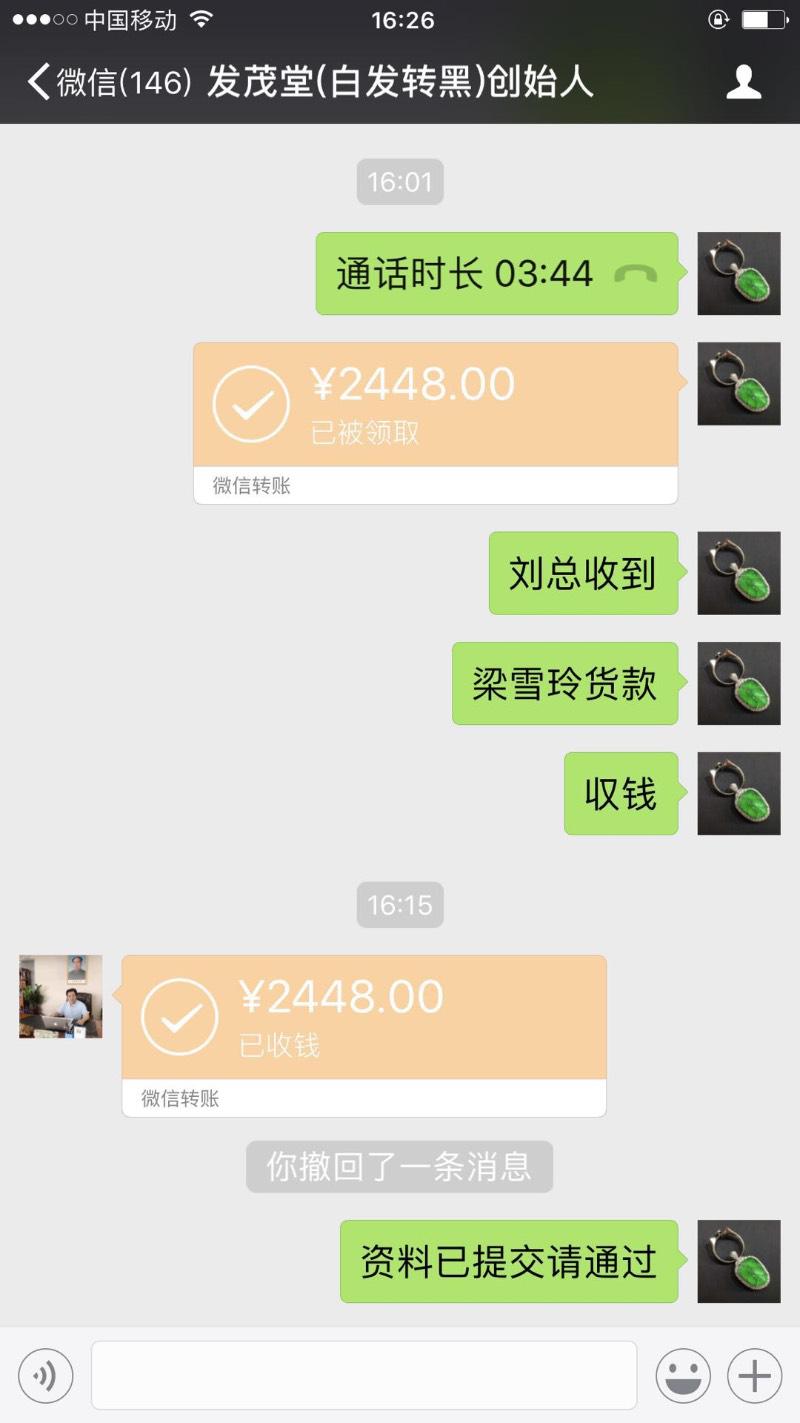 中国移动 16:26
微信(146) 发茂堂(白发转黑)创始人
16:01
通话时长 03:44
¥2448.00
已被领取
微信转账
刘总收到
梁雪玲货款
收钱
16:15
¥2448.00
已收钱
微信转账
你撤回了一条消息
资料已提交请通过